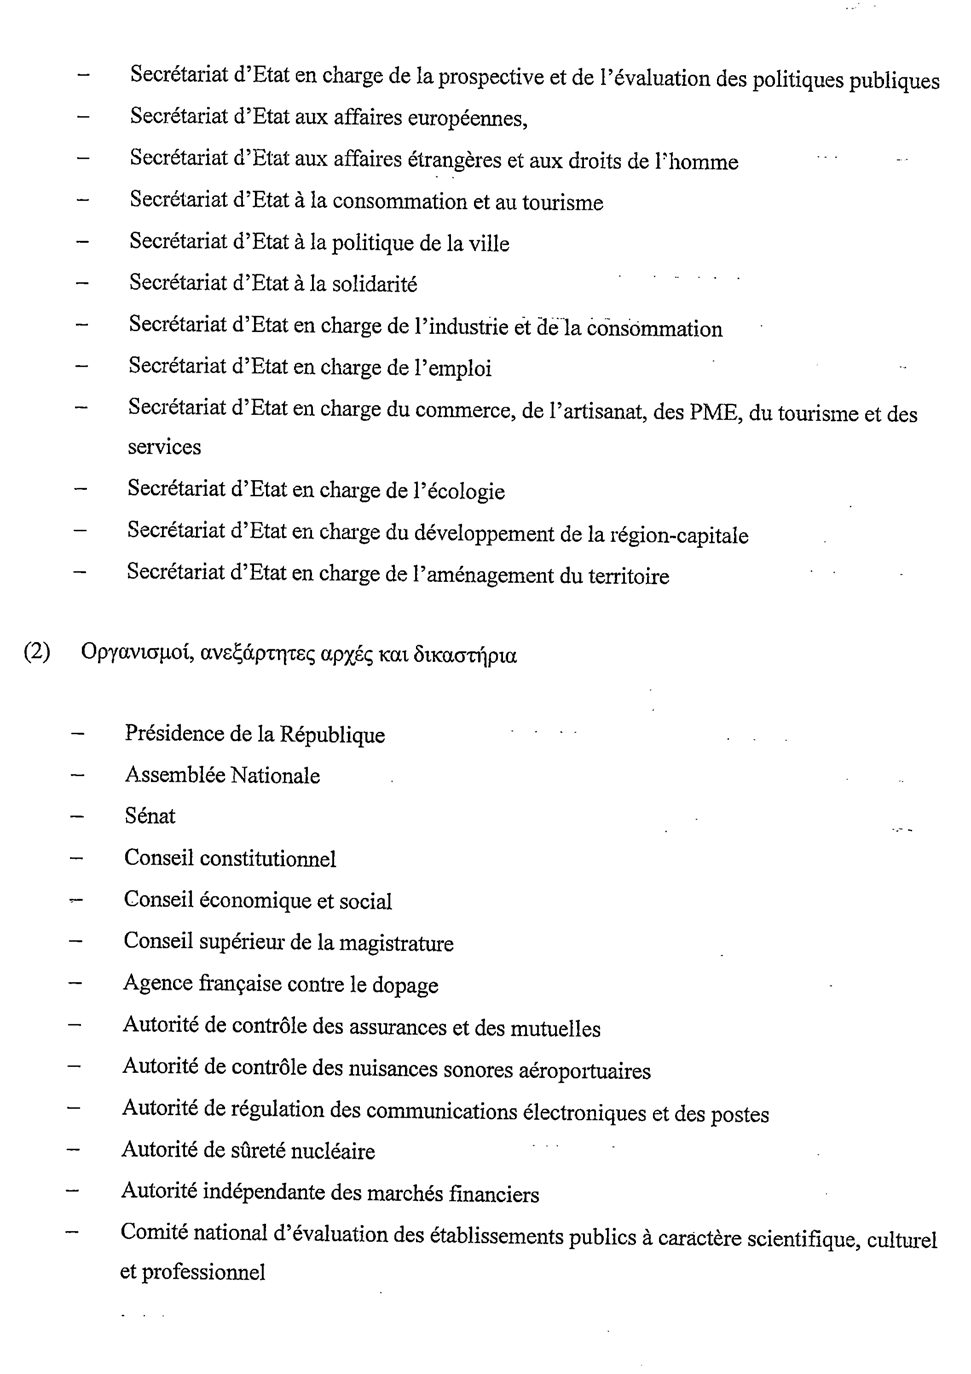 – Secrétariat d'Etat en charge de la prospective et de l'évaluation des politiques publiques
– Secrétariat d'Etat aux affaires européennes,
– Secrétariat d'Etat aux affaires étrangères et aux droits de l'homme
– Secrétariat d'Etat à la consommation et au tourisme
– Secrétariat d'Etat à la politique de la ville
– Secrétariat d'Etat à la solidarité
– Secrétariat d'Etat en charge de l'industrie et de la consommation
– Secrétariat d'Etat en charge de l'emploi
– Secrétariat d'Etat en charge du commerce, de l'artisanat, des PME, du tourisme et des
services
– Secrétariat d'Etat en charge de l'écologie
– Secrétariat d'Etat en charge du développement de la région-capitale
– Secrétariat d'Etat en charge de l'aménagement du territoire
(2) Οργανισμοί, ανεξάρτητες αρχές και δικαστήρια
– Présidence de la République
– Assemblée Nationale
– Sénat
– Conseil constitutionnel
– Conseil économique et social
– Conseil supérieur de la magistrature
– Agence française contre le dopage
– Autorité de contrôle des assurances et des mutuelles
– Autorité de contrôle des nuisances sonores aéroportuaires
– Autorité de régulation des communications électroniques et des postes
– Autorité de sûreté nucléaire
– Autorité indépendante des marchés financiers
– Comité national d'évaluation des établissements publics à caractère scientifique, culturel
et professionnel